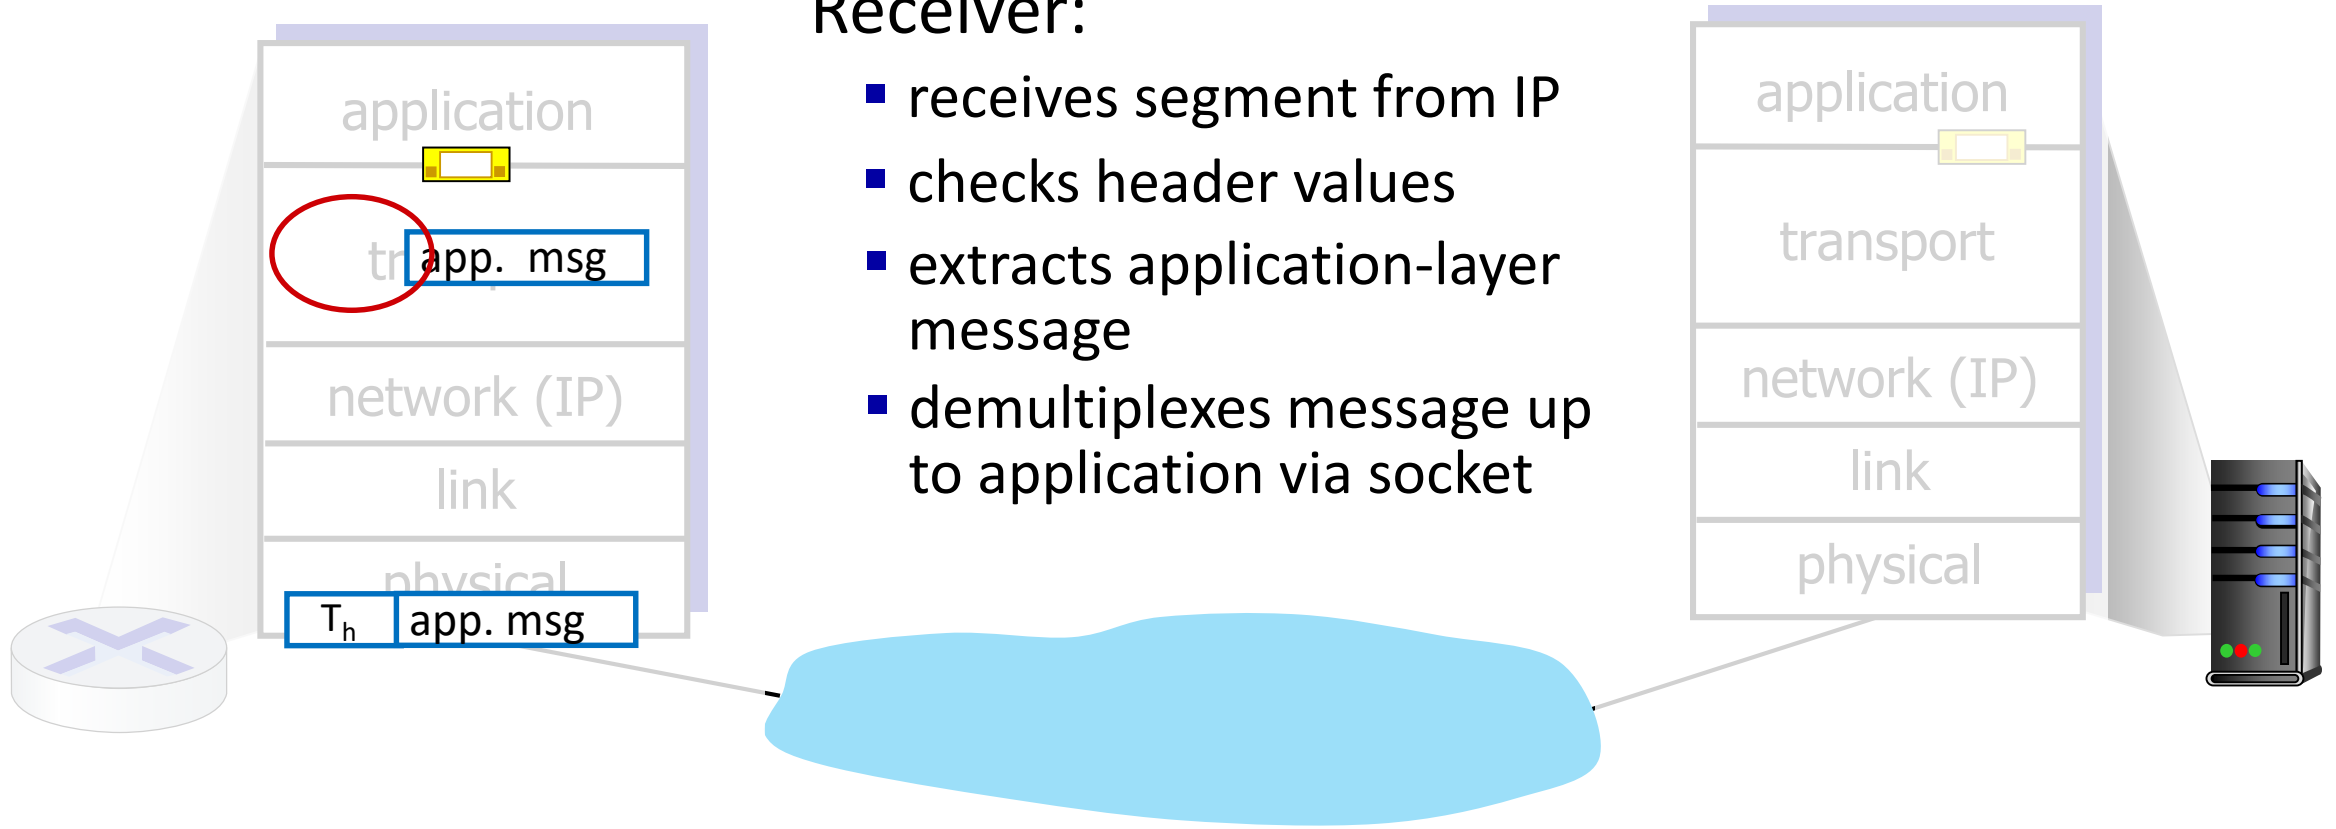 Receiver:
receives segment from IP
checks header values
extracts application-layer
message
demultiplexes message up
to application via socket
application
app. msg
network (IP)
link
physical
Th
app. msg
application
transport
network (IP)
link
physical